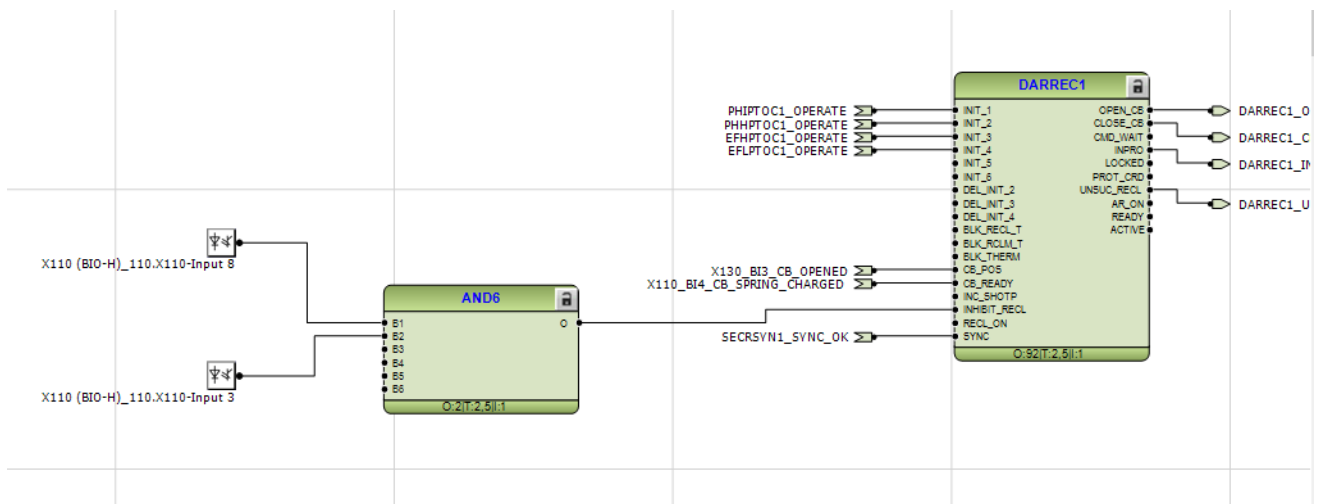 DARREC1
PHIPTOC1_OPERATE
PHHPTOC1_OPERATE
EFHPTOC1_OPERATE
EFLPTOC1_OPERATE
INIT_1
INIT_2
INIT_3
INIT_4
INIT_5
INIT_6
DEL_INIT_2
DEL_INIT_3
DEL_INIT_4
BLK_RECL_T
BLK_RCLM_T
BLK_THERM
CB_POS
CB_READY
INC_SHOTP
INHIBIT_RECL
RECL_ON
SYNC
OPEN_CB
CLOSE_CB
CMD_WAIT
INPRO
LOCKED
PROT_CRD
UNSUC_RECL
AR_ON
READY
ACTIVE
DARREC1_O
DARREC1_C
DARREC1_IN
DARREC1_U
X130_BI3_CB_OPENED
X110_BI4_CB_SPRING_CHARGED
SECRSYN1_SYNC_OK
O:92|T:2,5|I:1
X110 (BIO-H)_110.X110-Input 8
AND6
B1
B2
B3
B4
B5
B6
O
O:2|T:2,5|I:1
X110 (BIO-H)_110.X110-Input 3